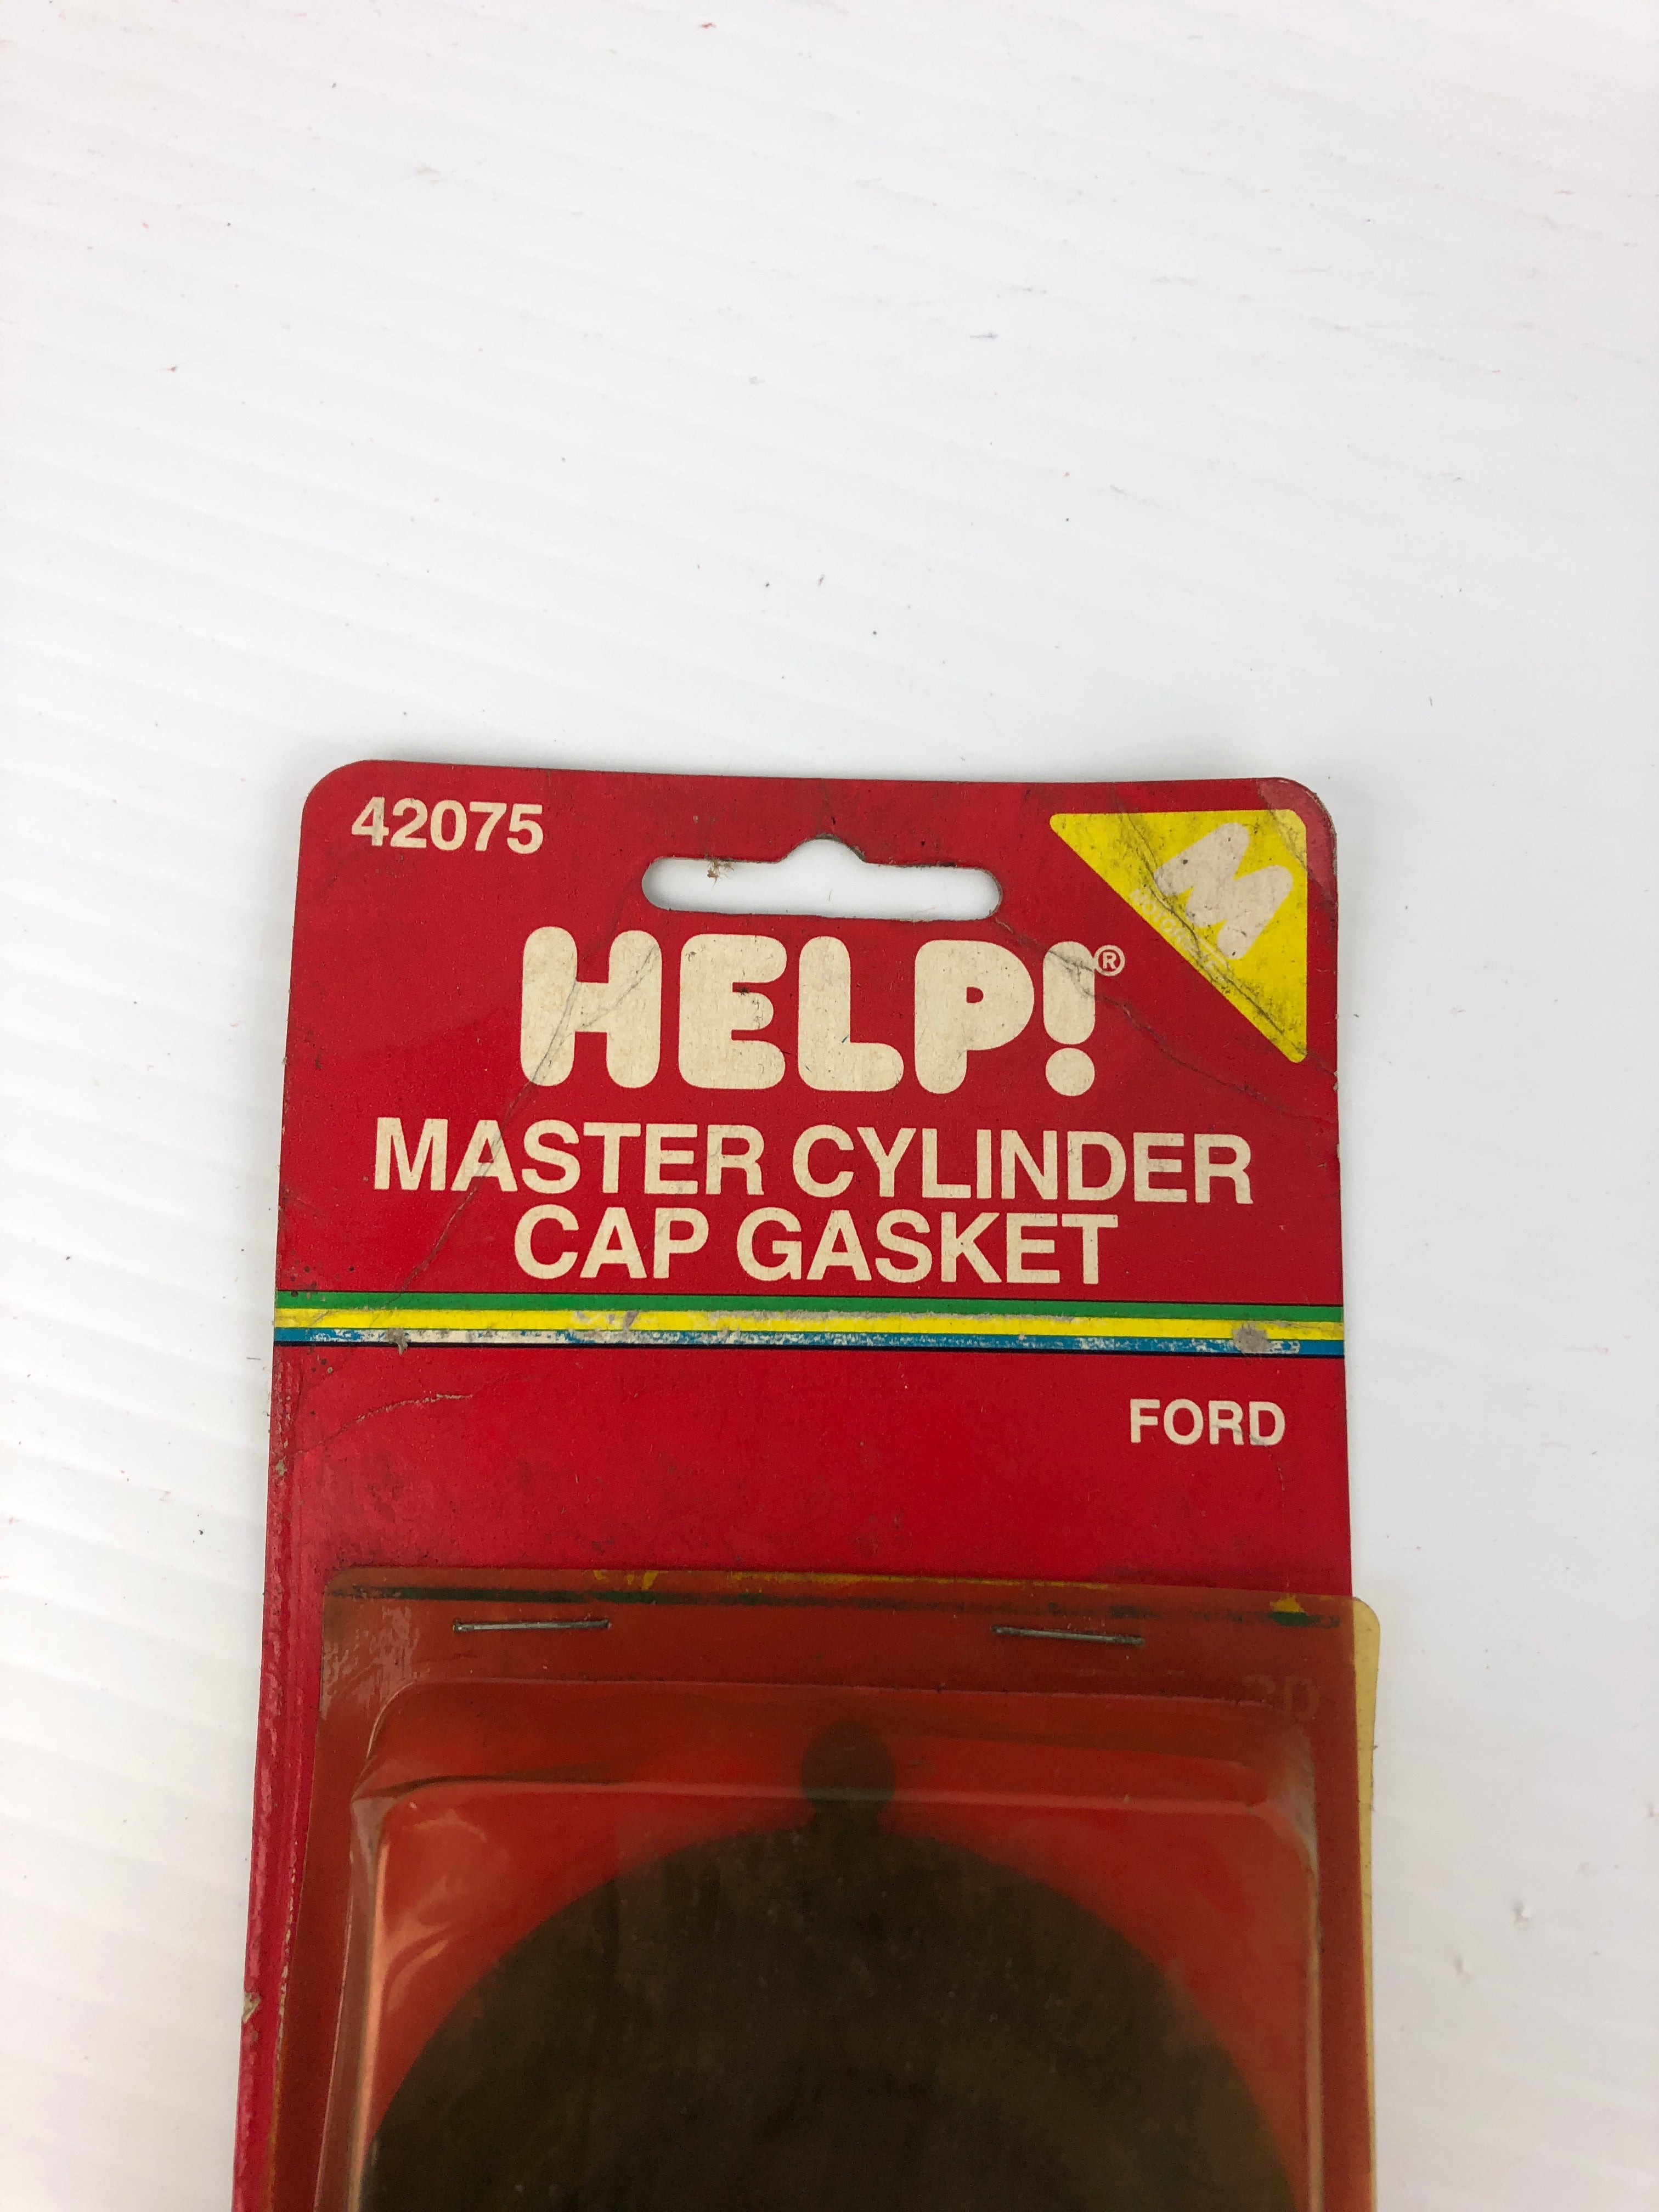 42075
M
HELP!®
MASTER CYLINDER
CAP GASKET
FORD